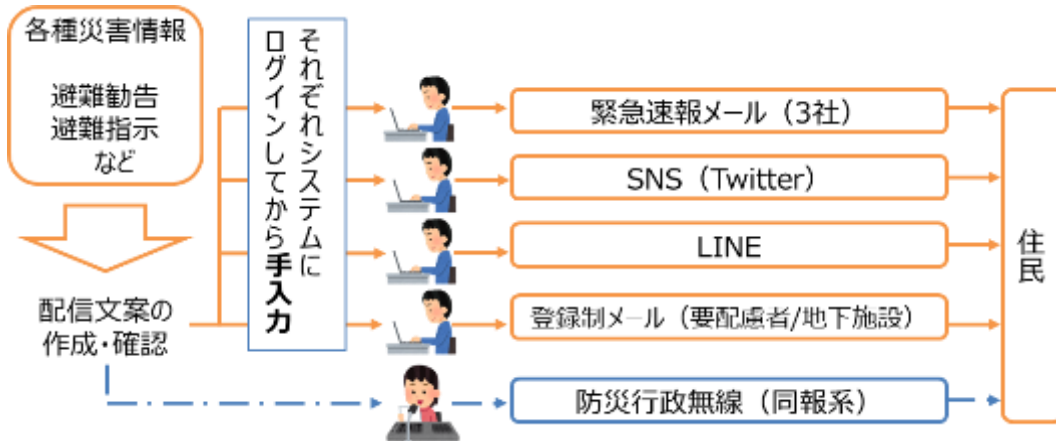 各種災害情報
避難勧告
避難指示
など
配信文案の
作成・確認
それぞれシステムに
ログインしてから手入力
緊急速報メール（3社）
SNS（Twitter）
LINE
登録制メール（要配慮者/地下施設）
防災行政無線（同報系）
住民